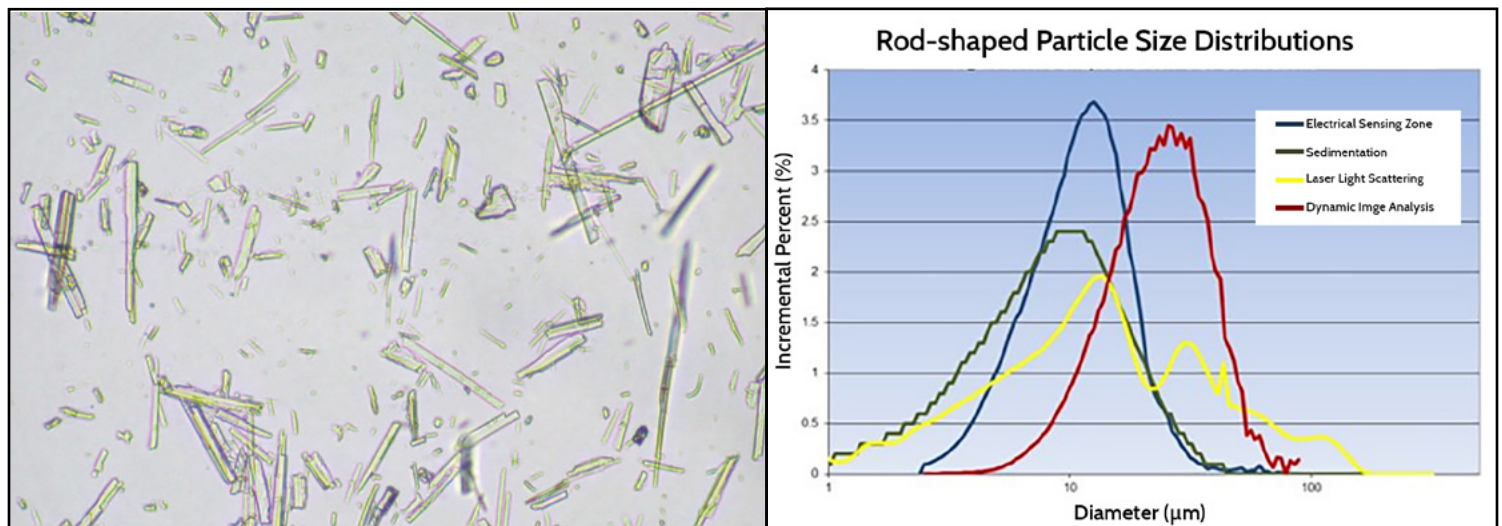 Rod-shaped Particle Size Distributions
Incremental Percent (%)
4
3.5
3
2.5
2
1.5
1
0.5
0
1
10
100
Diameter (µm)
Electrical Sensing Zone
Sedimentation
Laser Light Scattering
Dynamic Imge Analysis